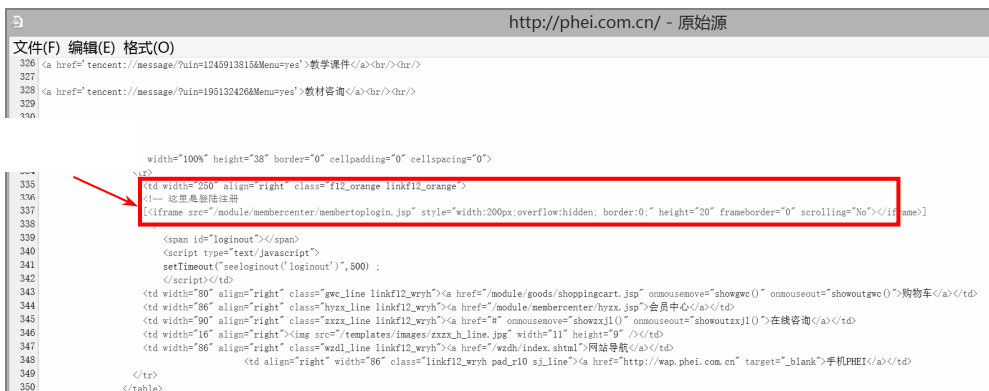 http://phei.com.cn/ - 原始源
文件(F) 编辑(E) 格式(O)
326 <a href='tencent://message/?uin=1245913815&Menu=yes'>教学课件</a><br/><hr/>
327
328 <a href='tencent://message/?uin=195132426&Menu=yes'>教材咨询</a><br/><hr/>
329
330
width="100%" height="38" border="0" cellpadding="0" cellspacing="0">
334 <tr>
335 <td width="250" align="right" class="f12_orange linkf12_orange">
336 <!-- 这里是登陆注册
337 [<iframe src="/module/membercenter/membertoplogin.jsp" style="width:200px;overflow:hidden; border:0;" height="20" frameborder="0" scrolling="No"></iframe>]
338
339 <span id="loginout"></span>
340 <script type="text/javascript">
341 setTimeout("seeloginout('loginout')",500) ;
342 </script></td>
343 <td width="80" align="right" class="gwc_line linkf12_wryh"><a href="/module/goods/shoppingcart.jsp" onmousemove="showgwc()" onmouseout="showoutgwc()">购物车</a></td>
344 <td width="86" align="right" class="hyzx_line linkf12_wryh"><a href="/module/membercenter/hyzx.jsp">会员中心</a></td>
345 <td width="90" align="right" class="zxzx_line linkf12_wryh"><a href="#" onmousemove="showzxjl()" onmouseout="showoutzxjl()">在线咨询</a></td>
346 <td width="16" align="right"><img src="/templates/images/zxzx_h_line.jpg" width="11" height="9" /></td>
347 <td width="86" align="right" class="wzdl_line linkf12_wryh"><a href="/wzdh/index.shtml">网站导航</a></td>
348 <td align="right" width="86" class="linkf12_wryh pad_r10 sj_line"><a href="http://wap.phei.com.cn" target="_blank">手机PHEI</a></td>
349 </tr>
350 </table>